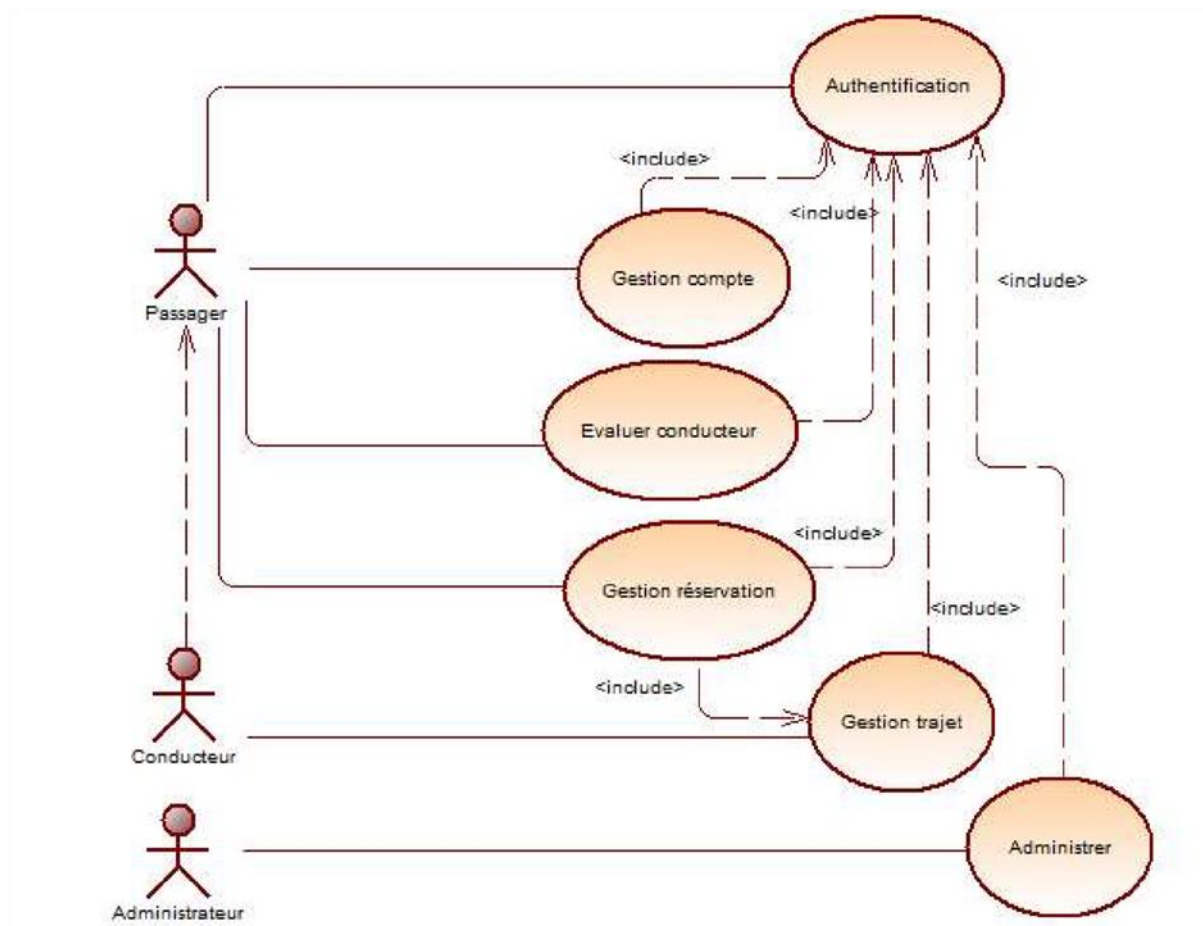 Authentification
<include>
<include>
Gestion compte
<include>
Passager
Evaluer conducteur
<include>
Gestion réservation
<include>
<include>
Gestion trajet
Conducteur
Administrer
Administrateur